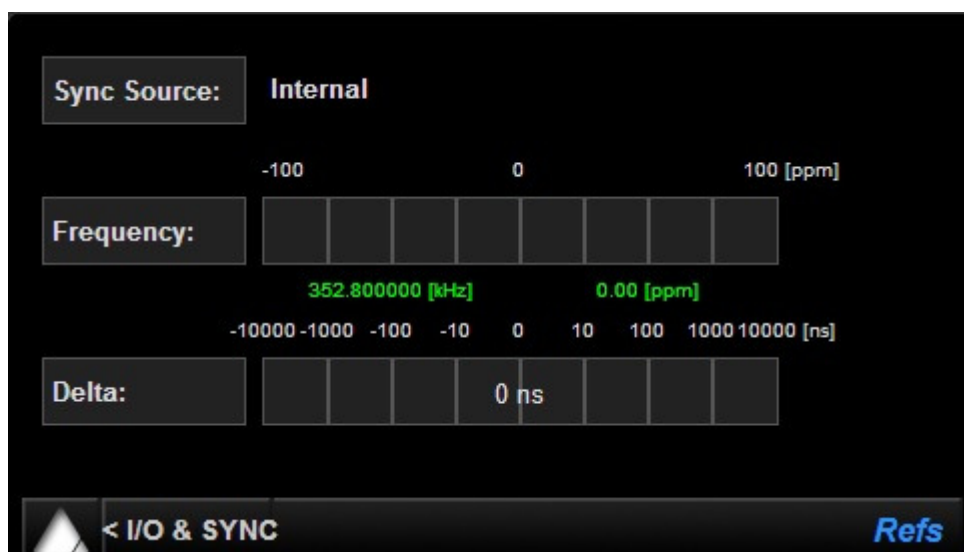 Sync Source: Internal
-100 0 100 [ppm]
Frequency:
352.800000 [kHz] 0.00 [ppm]
-10000 -1000 -100 -10 0 10 100 1000 10000 [ns]
Delta: 0 ns
< I/O & SYNC Refs